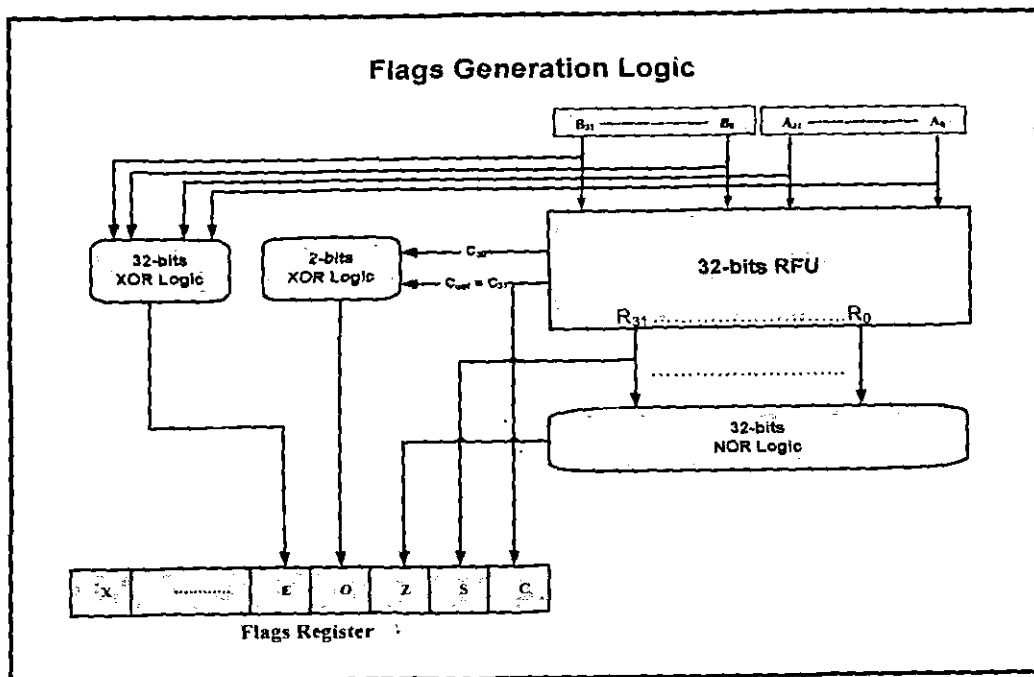 Flags Generation Logic
B₃₁ ——— B₀ A₃₁ ——— A₀
32-bits
XOR Logic
2-bits
XOR Logic
C₃₀
C_out = C₃₁
32-bits RFU
R₃₁ .................... R₀
....................
32-bits
NOR Logic
X ........... E O Z S C
Flags Register